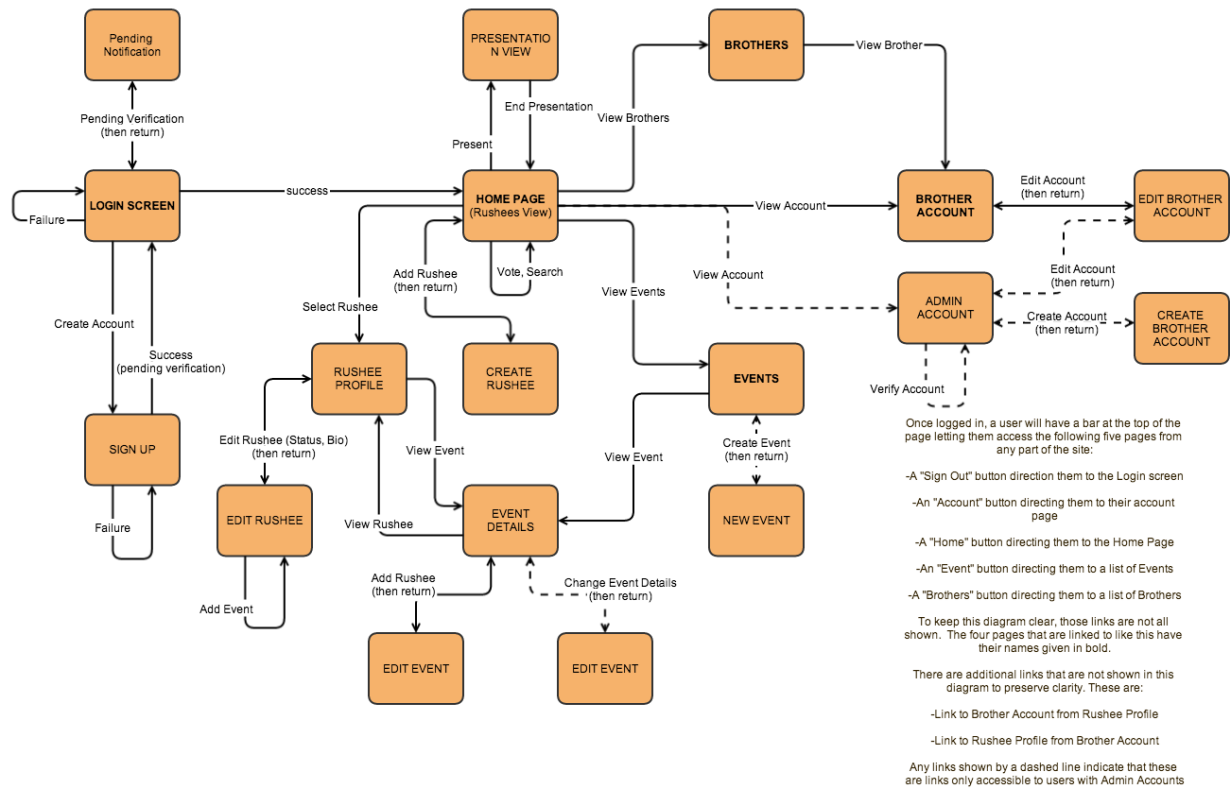 Pending
Notification
PRESENTATIO
N VIEW
BROTHERS
View Brother
End Presentation
Pending Verification
(then return)
View Brothers
Present
LOGIN SCREEN
success
HOME PAGE
(Rushees View)
View Account
BROTHER
ACCOUNT
Edit Account
(then return)
EDIT BROTHER
ACCOUNT
Failure
Add Rushee
(then return)
Vote, Search
View Account
Edit Account
(then return)
View Events
Select Rushee
ADMIN
ACCOUNT
Create Account
(then return)
CREATE
BROTHER
ACCOUNT
Create Account
Success
(pending verification)
RUSHEE
PROFILE
CREATE
RUSHEE
EVENTS
Verify Account
SIGN UP
Edit Rushee (Status, Bio)
(then return)
View Event
View Event
Create Event
(then return)
Failure
EDIT RUSHEE
View Rushee
EVENT
DETAILS
NEW EVENT
Add Event
Add Rushee
(then return)
Change Event Details
(then return)
EDIT EVENT
EDIT EVENT
Once logged in, a user will have a bar at the top of the
page letting them access the following five pages from
any part of the site:
-A "Sign Out" button direction them to the Login screen
-An "Account" button directing them to their account
page
-A "Home" button directing them to the Home Page
-An "Event" button directing them to a list of Events
-A "Brothers" button directing them to a list of Brothers
To keep this diagram clear, those links are not all
shown. The four pages that are linked to like this have
their names given in bold.
There are additional links that are not shown in this
diagram to preserve clarity. These are:
-Link to Brother Account from Rushee Profile
-Link to Rushee Profile from Brother Account
Any links shown by a dashed line indicate that these
are links only accessible to users with Admin Accounts